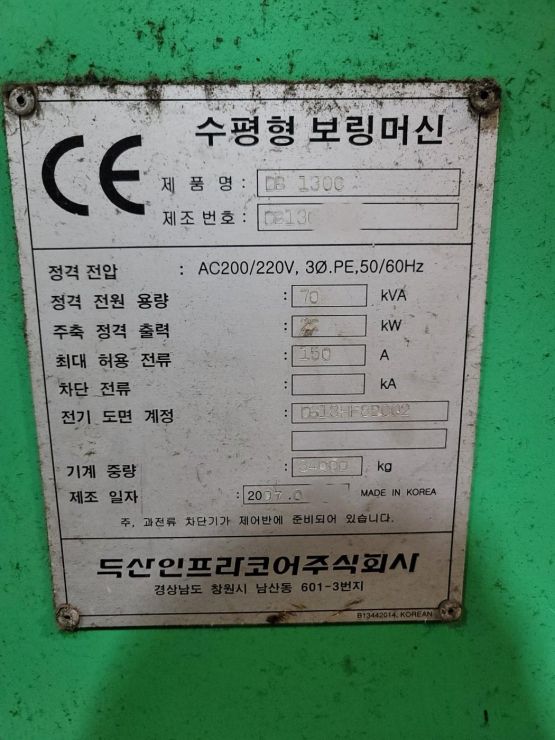 CE
수평형 보링머신
제 품 명 : DB 130C
제조 번호 : DB13
정격 전압 : AC200/220V, 3Ø.PE,50/60Hz
정격 전원 용량 : 70 kVA
주축 정격 출력 : kW
최대 허용 전류 : 150 A
차단 전류 : kA
전기 도면 계정 :
기계 중량 : kg
제조 일자 : 2007.0 MADE IN KOREA
주, 과전류 차단기가 제어반에 준비되어 있습니다.
두산인프라코어주식회사
경상남도 창원시 남산동 601-3번지
B13442014, KOREAN